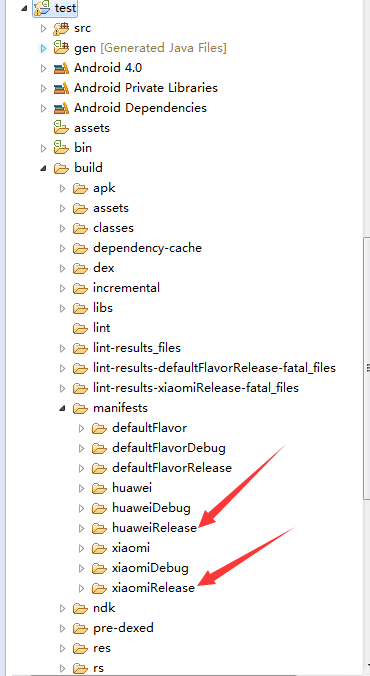 test
src
gen [Generated Java Files]
Android 4.0
Android Private Libraries
Android Dependencies
assets
bin
build
apk
assets
classes
dependency-cache
dex
incremental
libs
lint
lint-results_files
lint-results-defaultFlavorRelease-fatal_files
lint-results-xiaomiRelease-fatal_files
manifests
defaultFlavor
defaultFlavorDebug
defaultFlavorRelease
huawei
huaweiDebug
huaweiRelease
xiaomi
xiaomiDebug
xiaomiRelease
ndk
pre-dexed
res
rs